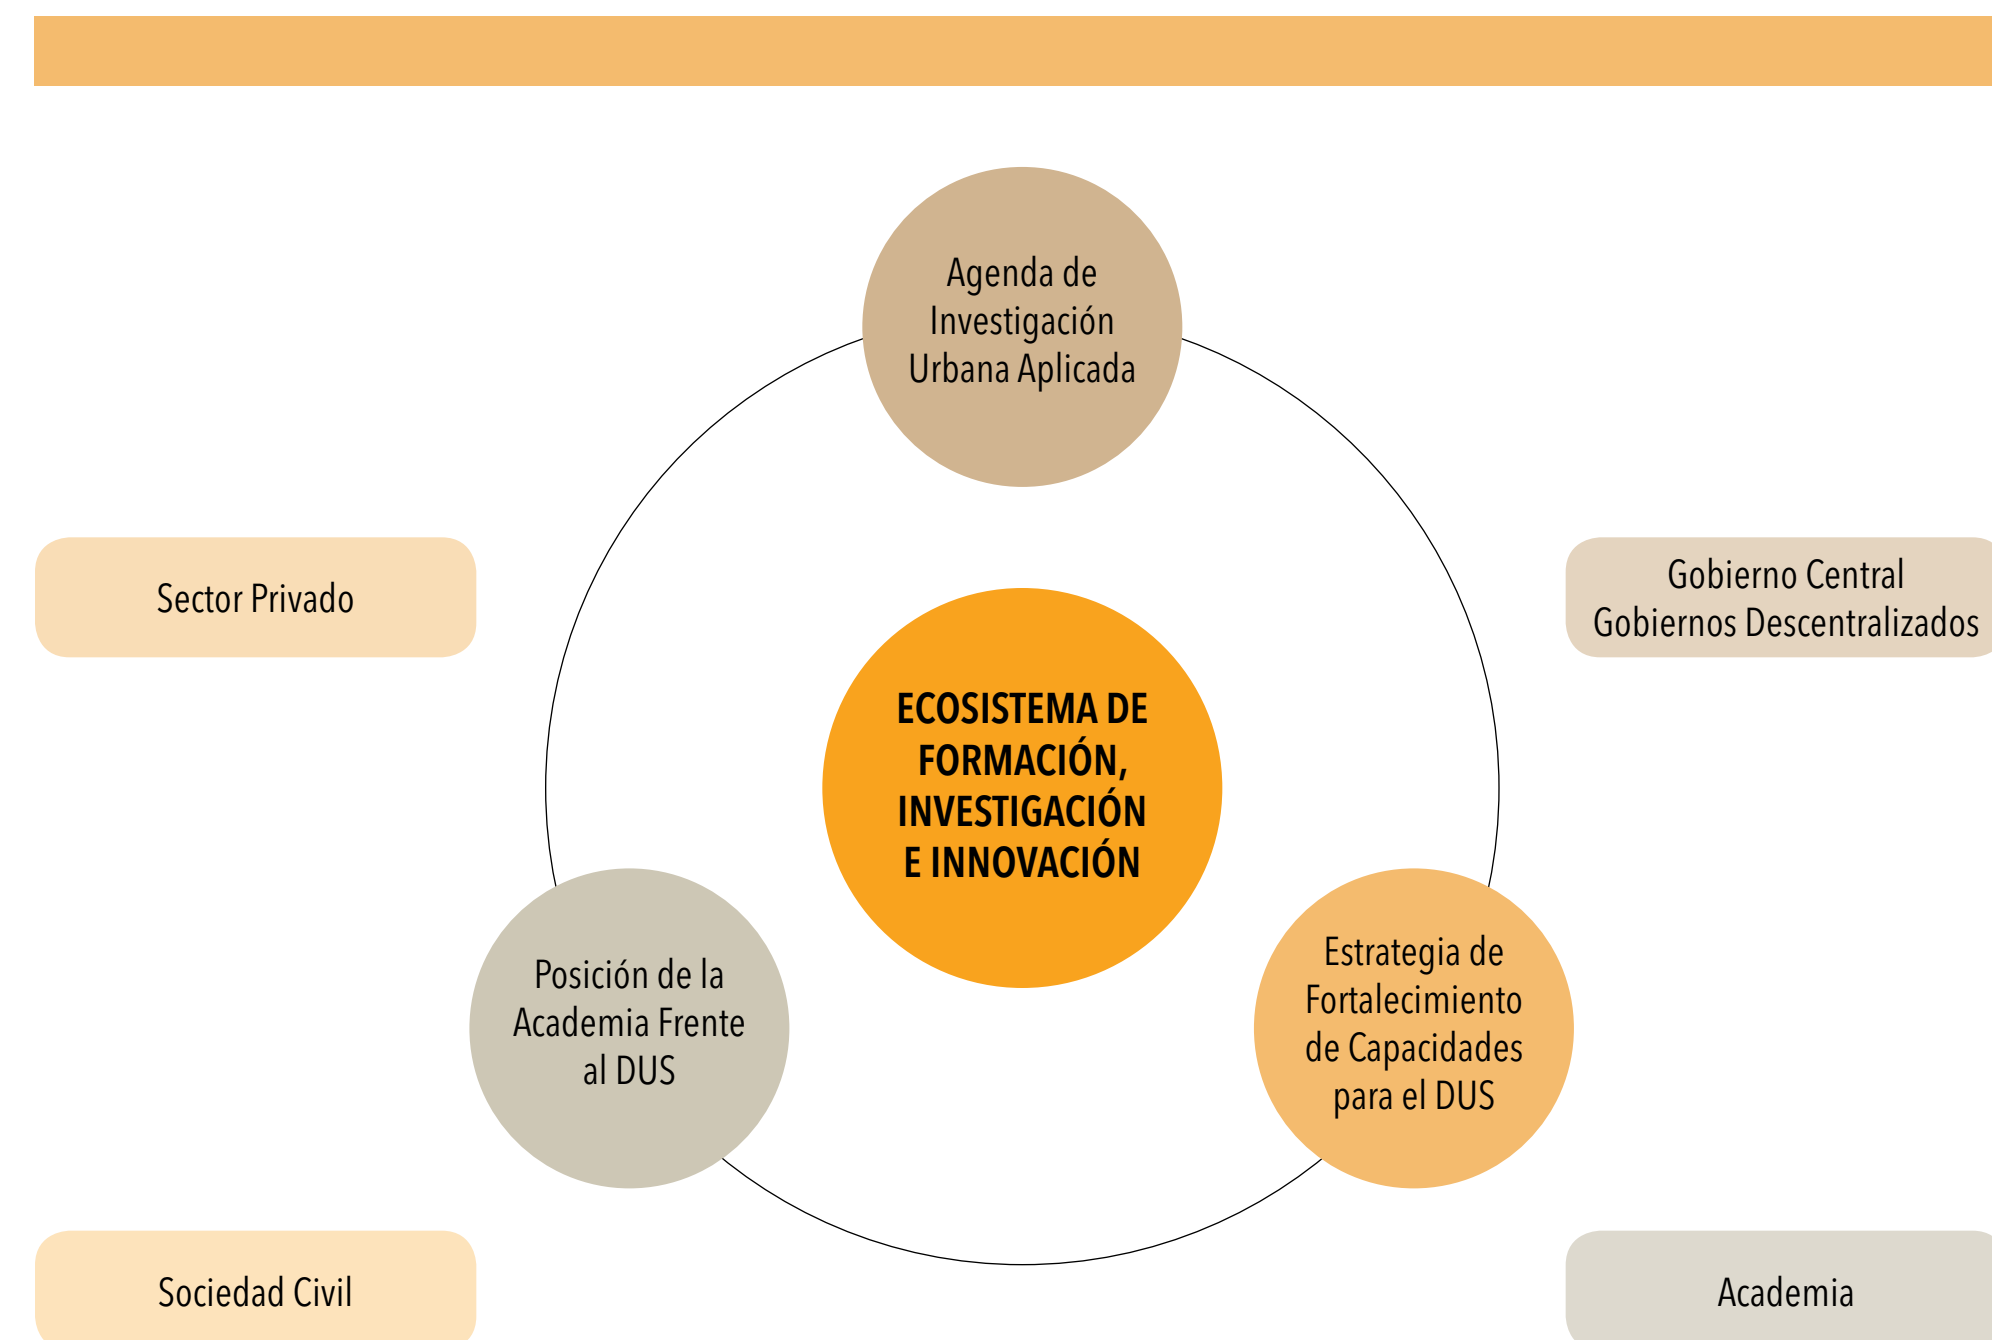 Agenda de
Investigación
Urbana Aplicada
Sector Privado
Gobierno Central
Gobiernos Descentralizados
ECOSISTEMA DE
FORMACIÓN,
INVESTIGACIÓN
E INNOVACIÓN
Posición de la
Academia Frente
al DUS
Estrategia de
Fortalecimiento
de Capacidades
para el DUS
Sociedad Civil
Academia